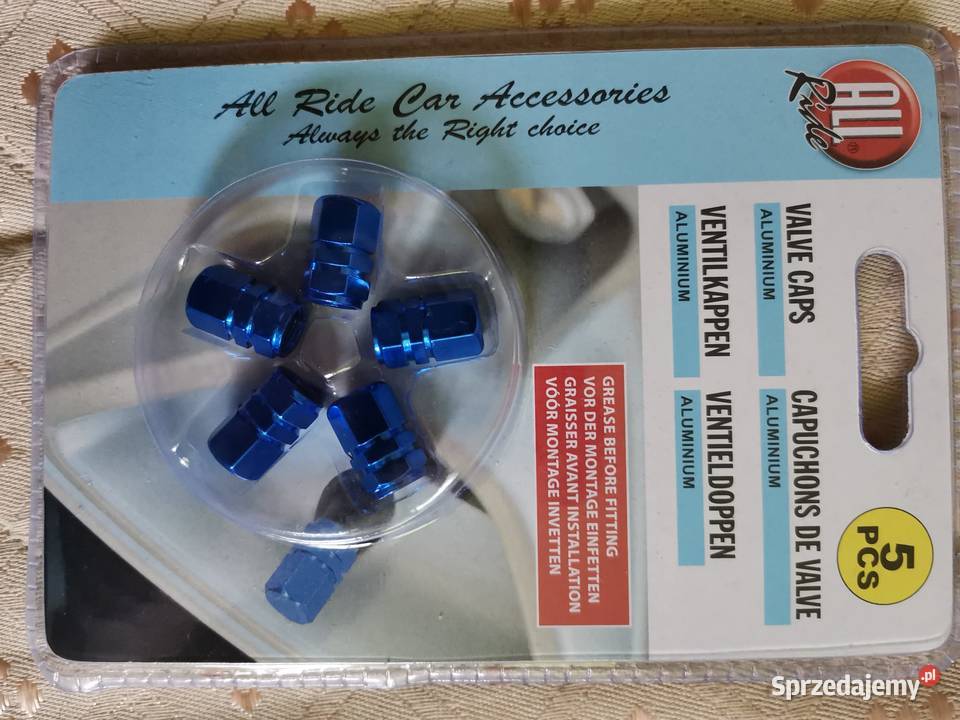 All Ride Car Accessories
Always the Right choice
ALL
Ride
®
VALVE CAPS
ALUMINIUM
CAPUCHONS DE VALVE
ALUMINIUM
VENTILKAPPEN
ALUMINIUM
VENTIELDOPPEN
ALUMINIUM
5
PCS
GREASE BEFORE FITTING
VOR DER MONTAGE EINFETTEN
GRAISSER AVANT INSTALLATION
VÓÓR MONTAGE INVETTEN
Sprzedajemy.pl